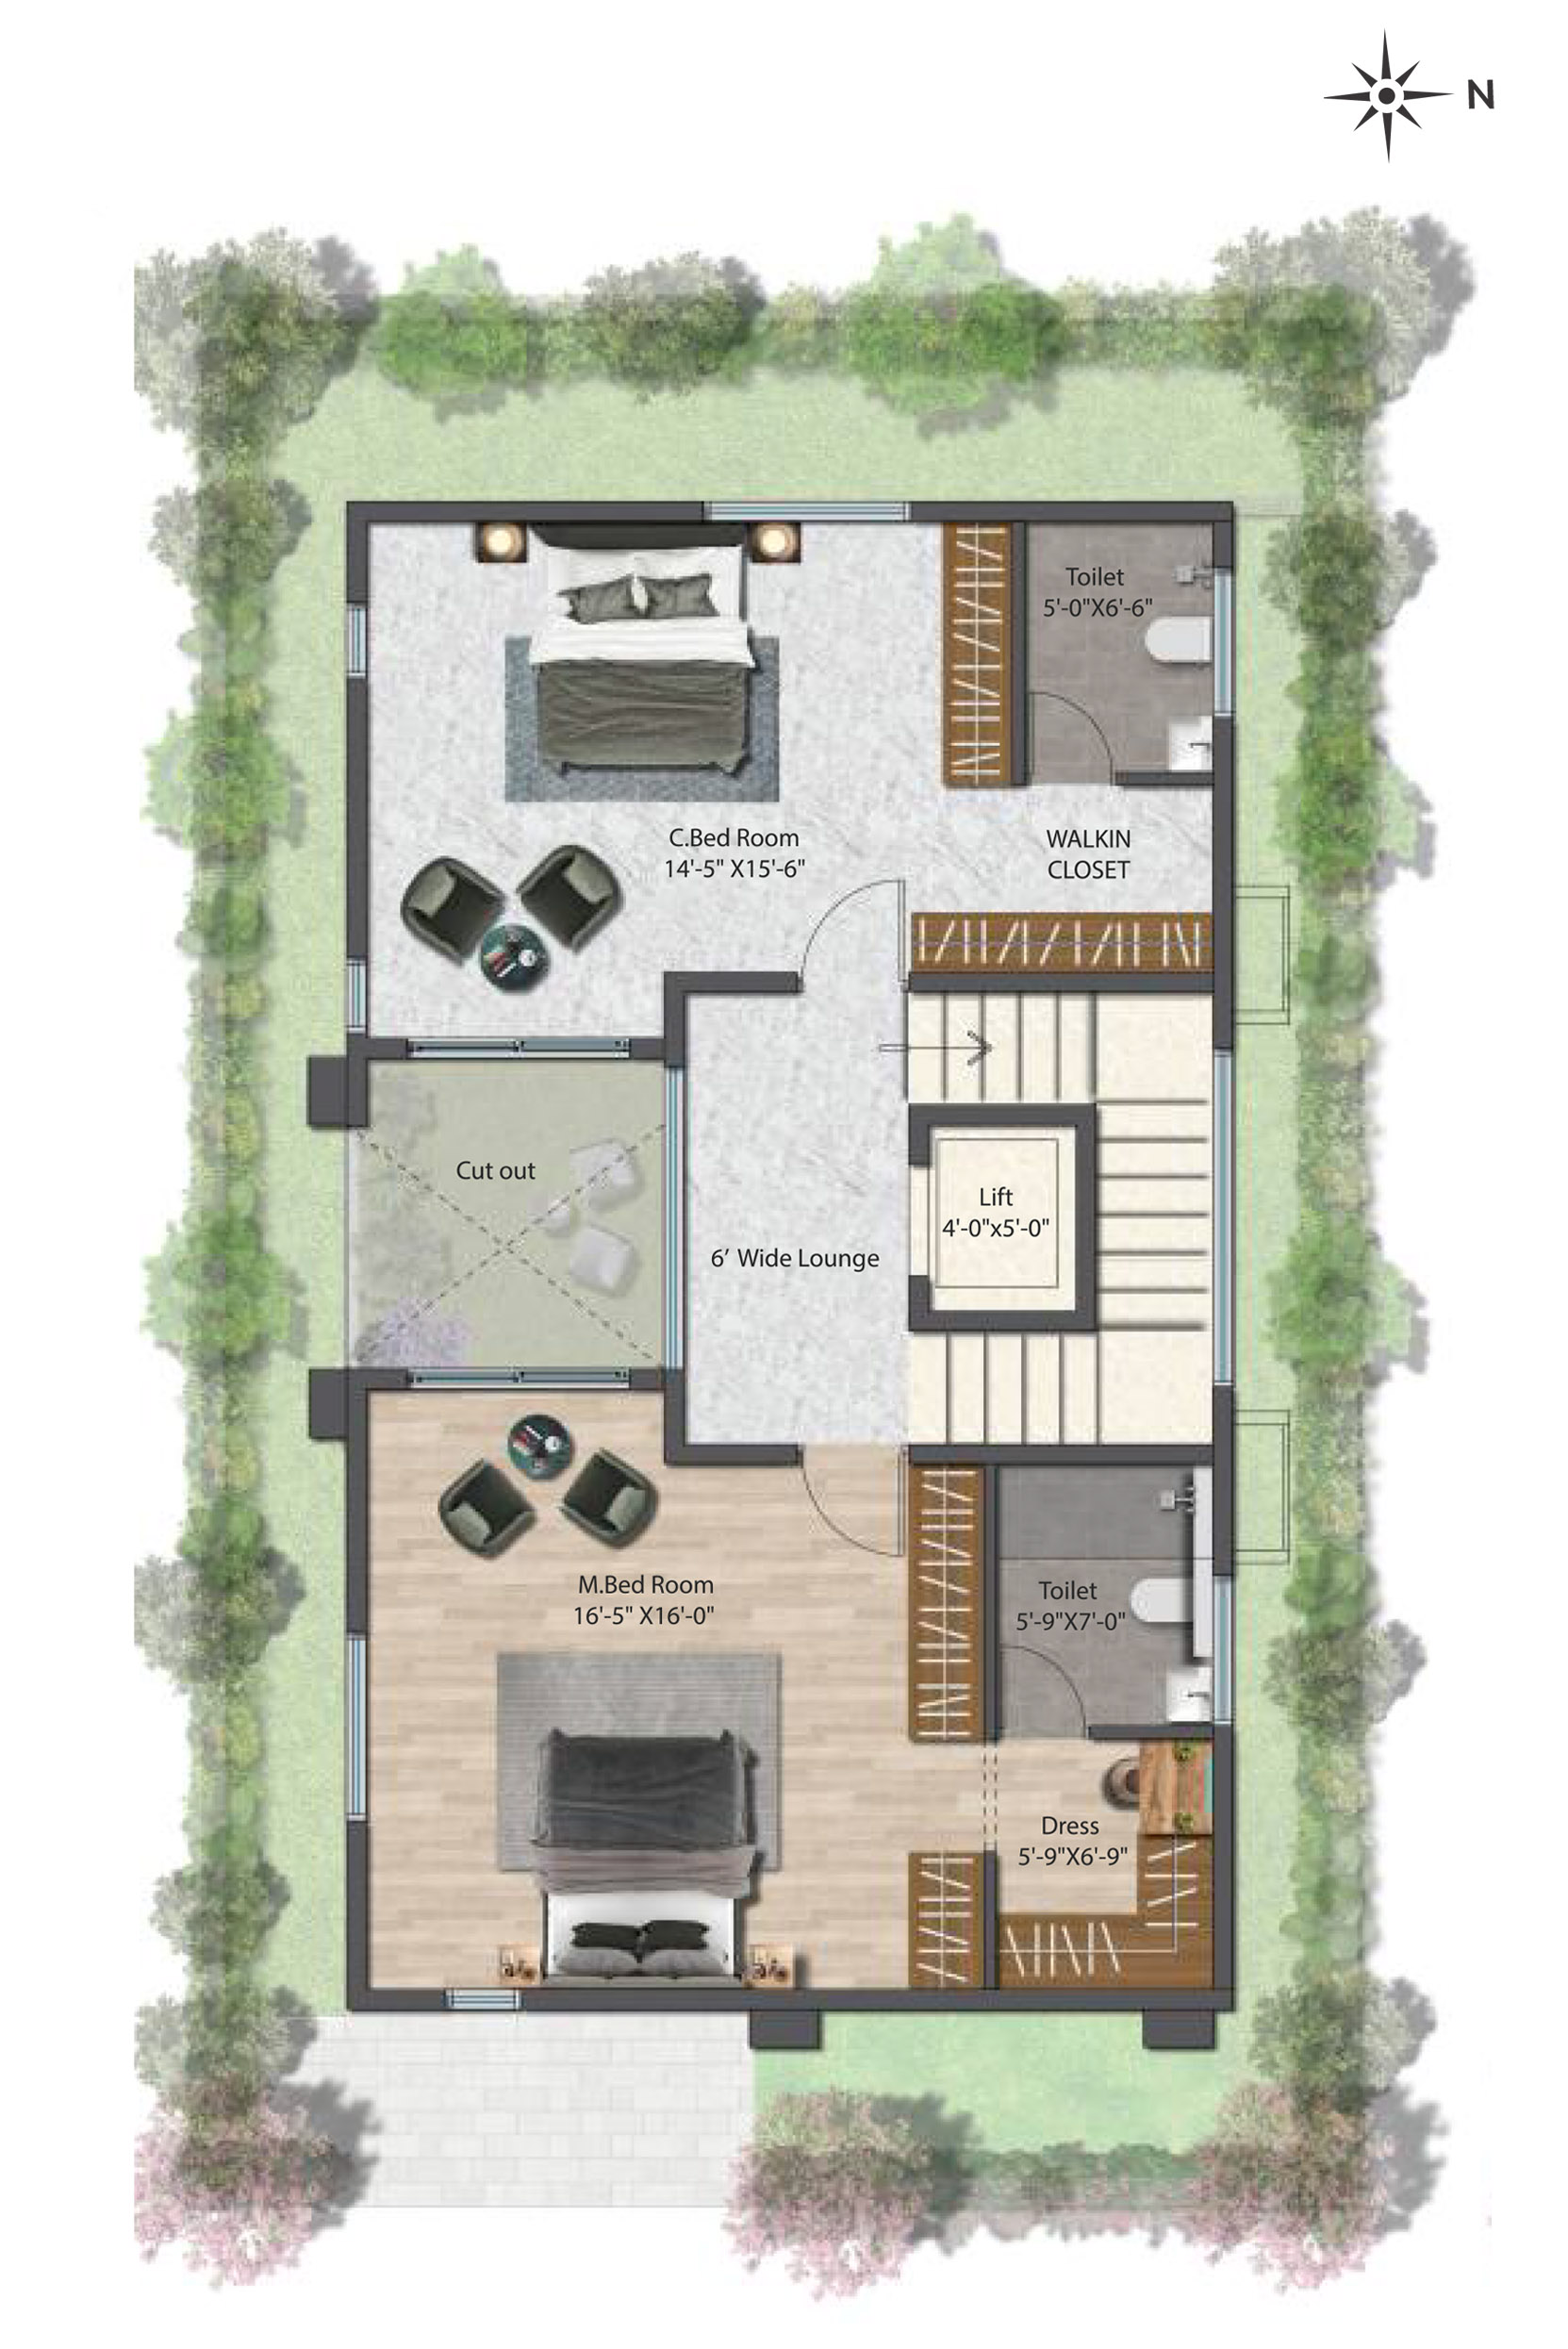 N
Toilet
5'-0"X6'-6"
C.Bed Room
14'-5" X15'-6"
WALKIN
CLOSET
Cut out
Lift
4'-0"x5'-0"
6′ Wide Lounge
M.Bed Room
16'-5" X16'-0"
Toilet
5'-9"X7'-0"
Dress
5'-9"X6'-9"